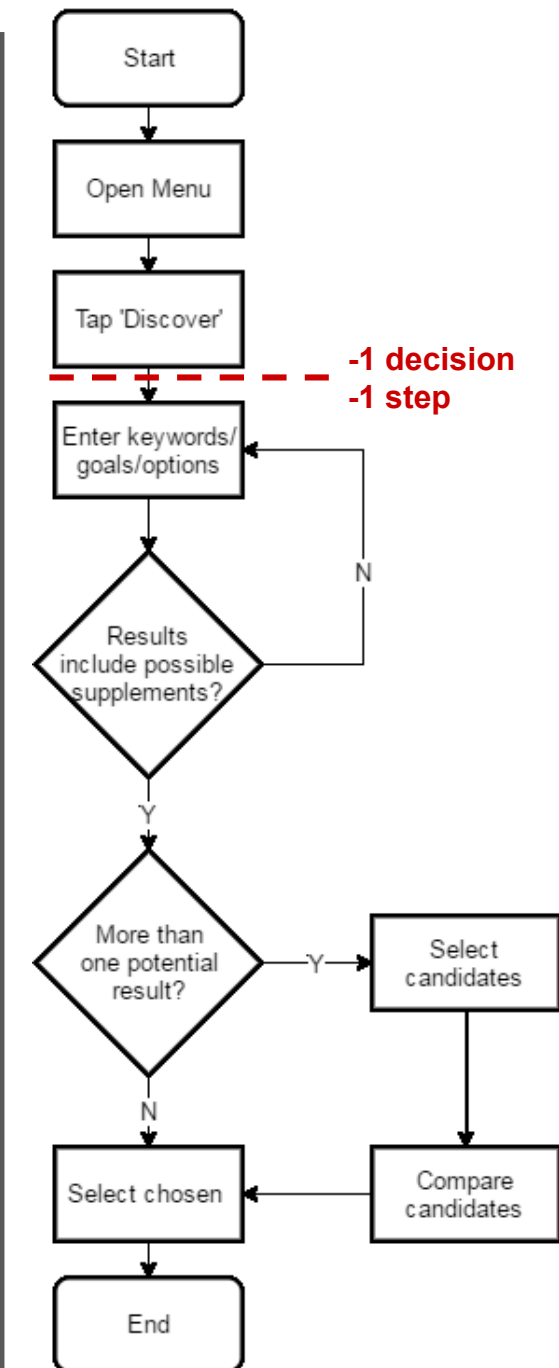 Start
Open Menu
Tap 'Discover'
-1 decision
-1 step
Enter keywords/
goals/options
N
Results
include possible
supplements?
Y
More than
one potential
result?
Y
Select
candidates
N
Select chosen
Compare
candidates
End